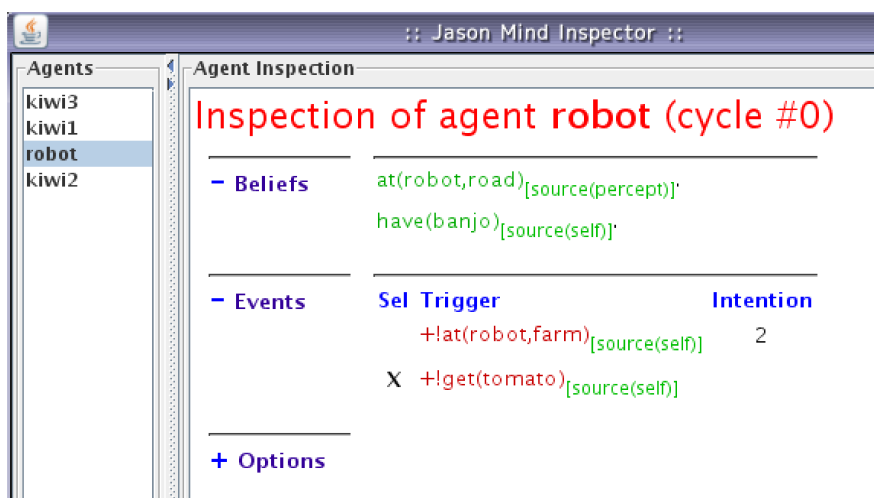 :: Jason Mind Inspector ::
Agents
kiwi3
kiwi1
robot
kiwi2
Agent Inspection
Inspection of agent robot (cycle #0)
− Beliefs
at(robot,road)[source(percept)].
have(banjo)[source(self)].
− Events
Sel Trigger Intention
+!at(robot,farm)[source(self)] 2
X +!get(tomato)[source(self)]
+ Options